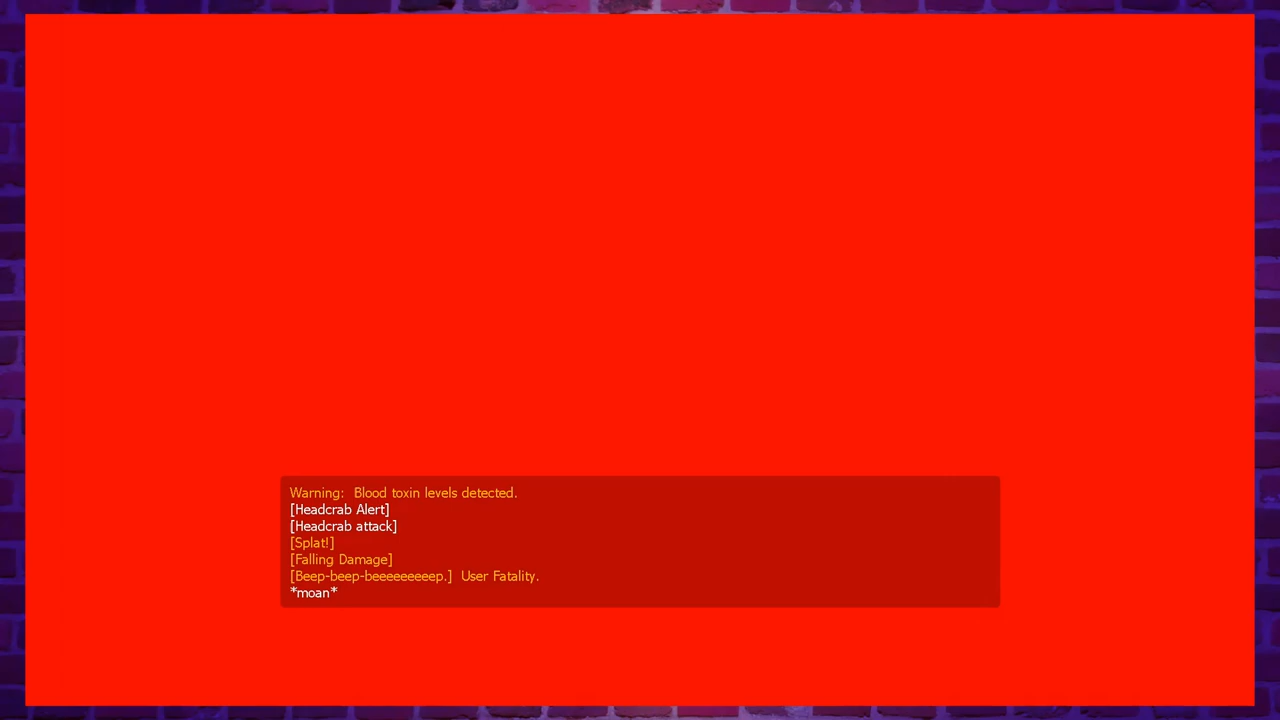 Warning:  Blood toxin levels detected.
[Headcrab Alert]
[Headcrab attack]
[Splat!]
[Falling Damage]
[Beep-beep-beeeeeeeeep.]  User Fatality.
*moan*